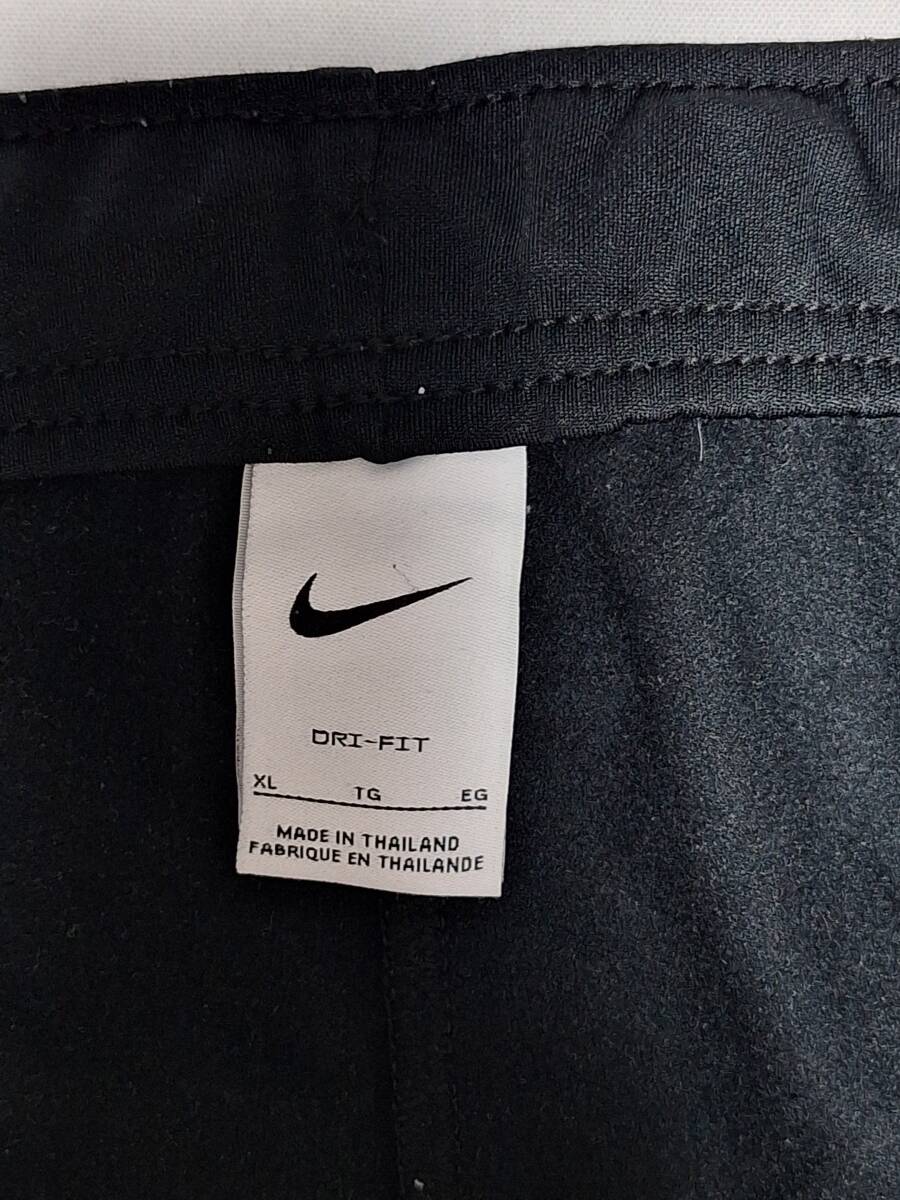 DRI-FIT
XL TG EG
MADE IN THAILAND
FABRIQUE EN THAILANDE